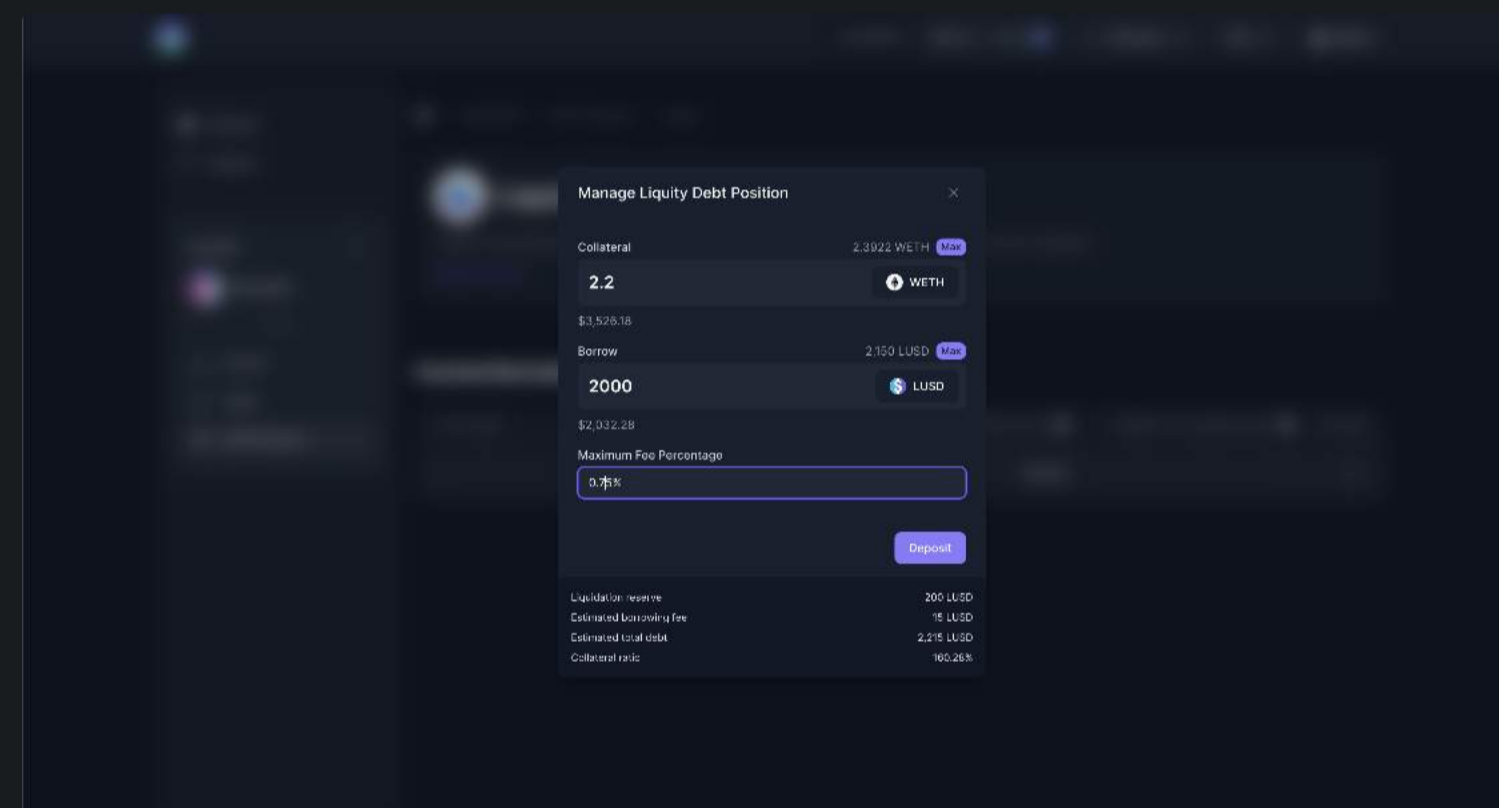 Manage Liquity Debt Position
Collateral 2.3922 WETH Max
2.2 WETH
$3,526.18
Borrow 2,150 LUSD Max
2000 LUSD
$2,032.28
Maximum Fee Percentage
0.75%
Deposit
Liquidation reserve 200 LUSD
Estimated borrowing fee 15 LUSD
Estimated total debt 2,215 LUSD
Collateral ratio 160.26%